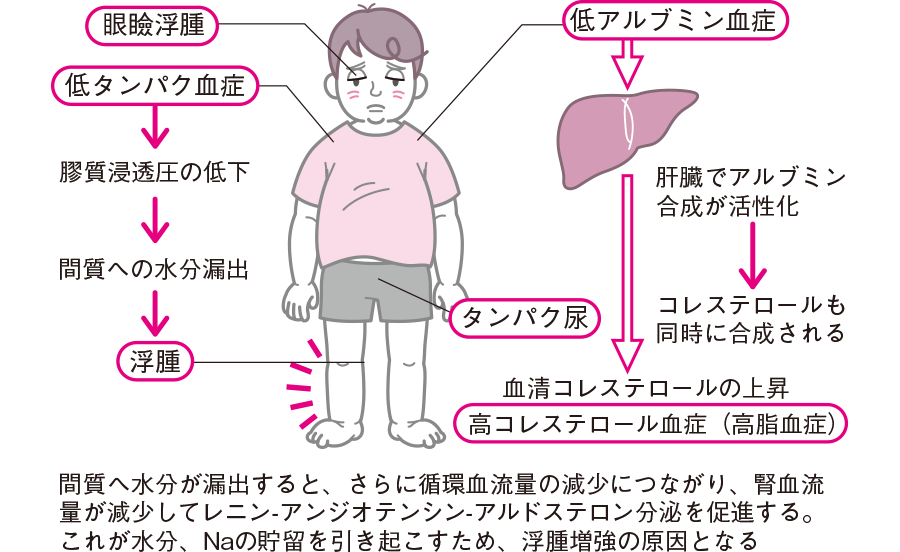 眼瞼浮腫
低タンパク血症
膠質浸透圧の低下
間質への水分漏出
浮腫
低アルブミン血症
肝臓でアルブミン
合成が活性化
コレステロールも
同時に合成される
タンパク尿
血清コレステロールの上昇
高コレステロール血症（高脂血症）
間質へ水分が漏出すると、さらに循環血流量の減少につながり、腎血流
量が減少してレニン-アンジオテンシン-アルドステロン分泌を促進する。
これが水分、Naの貯留を引き起こすため、浮腫増強の原因となる